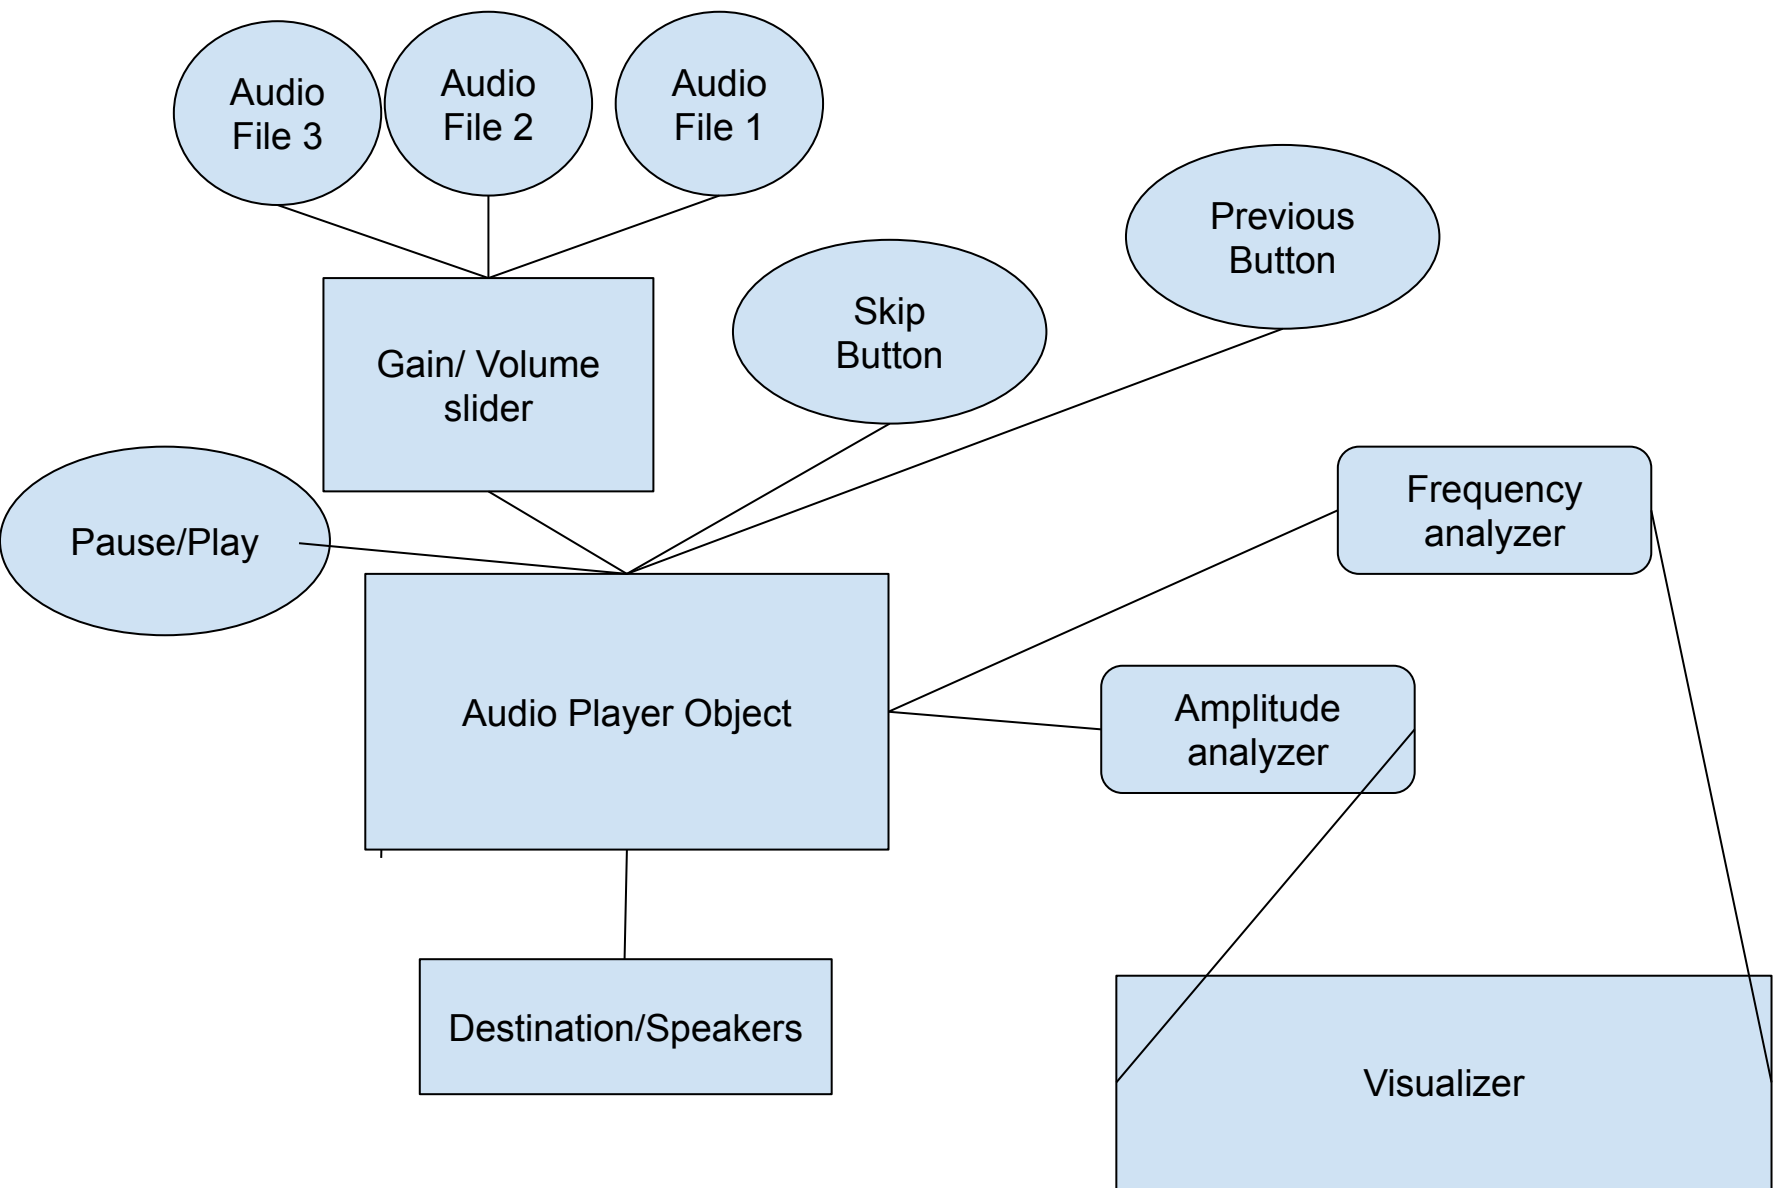 Audio
File 3
Audio
File 2
Audio
File 1
Previous
Button
Skip
Button
Gain/ Volume
slider
Pause/Play
Frequency
analyzer
Audio Player Object
Amplitude
analyzer
Destination/Speakers
Visualizer